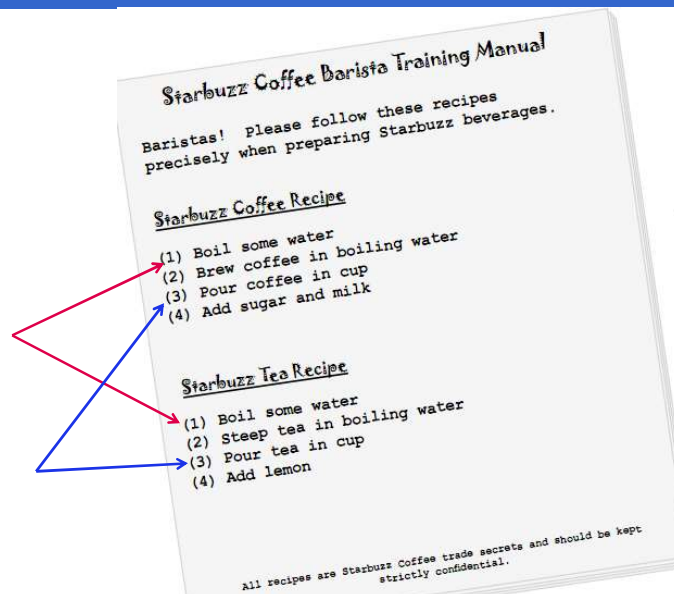 Starbuzz Coffee Barista Training Manual
Baristas! Please follow these recipes
precisely when preparing Starbuzz beverages.
Starbuzz Coffee Recipe
(1) Boil some water
(2) Brew coffee in boiling water
(3) Pour coffee in cup
(4) Add sugar and milk
Starbuzz Tea Recipe
(1) Boil some water
(2) Steep tea in boiling water
(3) Pour tea in cup
(4) Add lemon
All recipes are Starbuzz Coffee trade secrets and should be kept
strictly confidential.